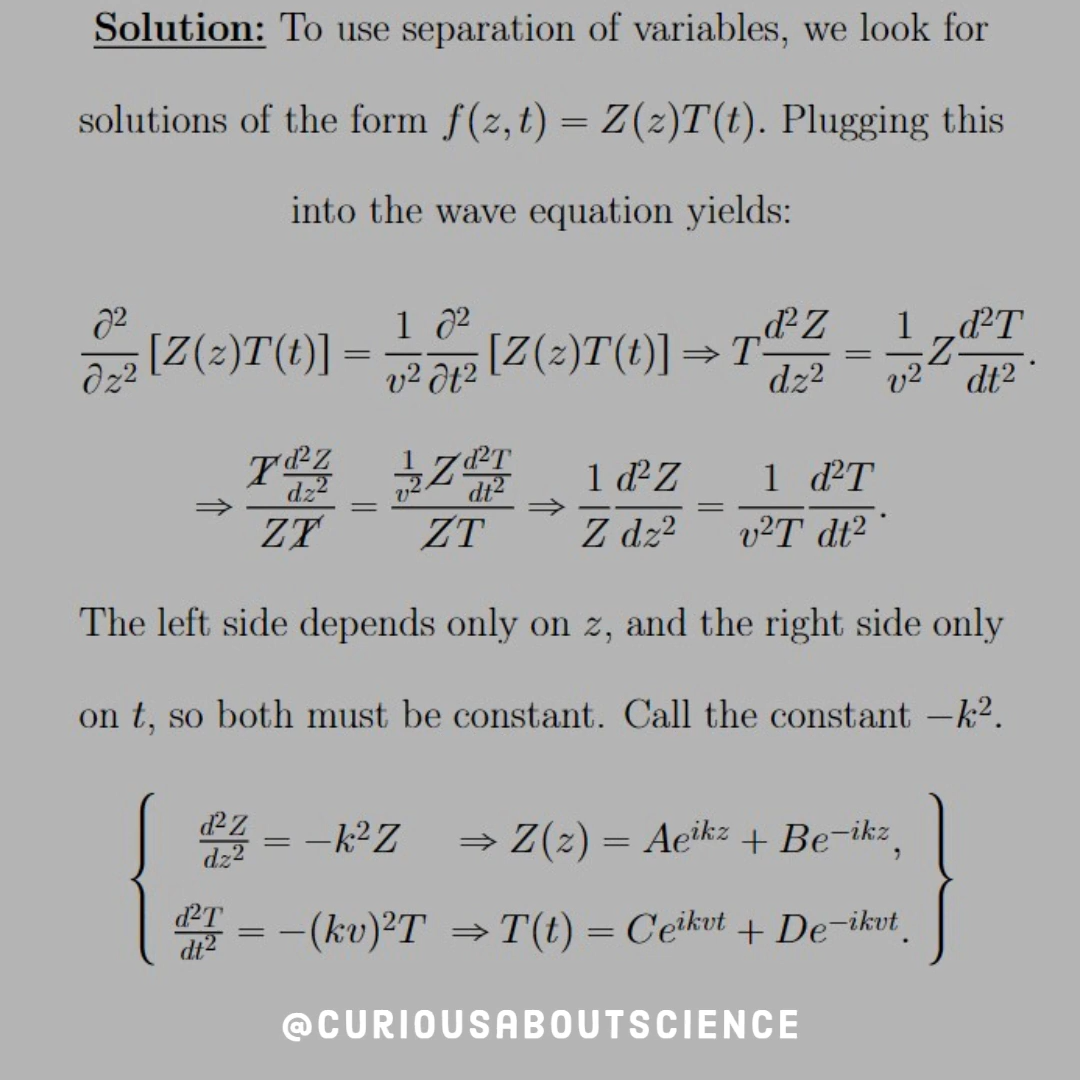 Solution: To use separation of variables, we look for
solutions of the form f(z, t) = Z(z)T(t). Plugging this
into the wave equation yields:
∂²/∂z² [Z(z)T(t)] = 1/v² ∂²/∂t² [Z(z)T(t)] ⇒ T d²Z/dz² = 1/v² Z d²T/dt².
⇒ (T d²Z/dz²)/(ZT) = (1/v² Z d²T/dt²)/(ZT) ⇒ 1/Z d²Z/dz² = 1/(v²T) d²T/dt².
The left side depends only on z, and the right side only
on t, so both must be constant. Call the constant −k².
{ d²Z/dz² = −k²Z ⇒ Z(z) = Ae^{ikz} + Be^{−ikz},
d²T/dt² = −(kv)²T ⇒ T(t) = Ce^{ikvt} + De^{−ikvt}. }
@CURIOUSABOUTSCIENCE